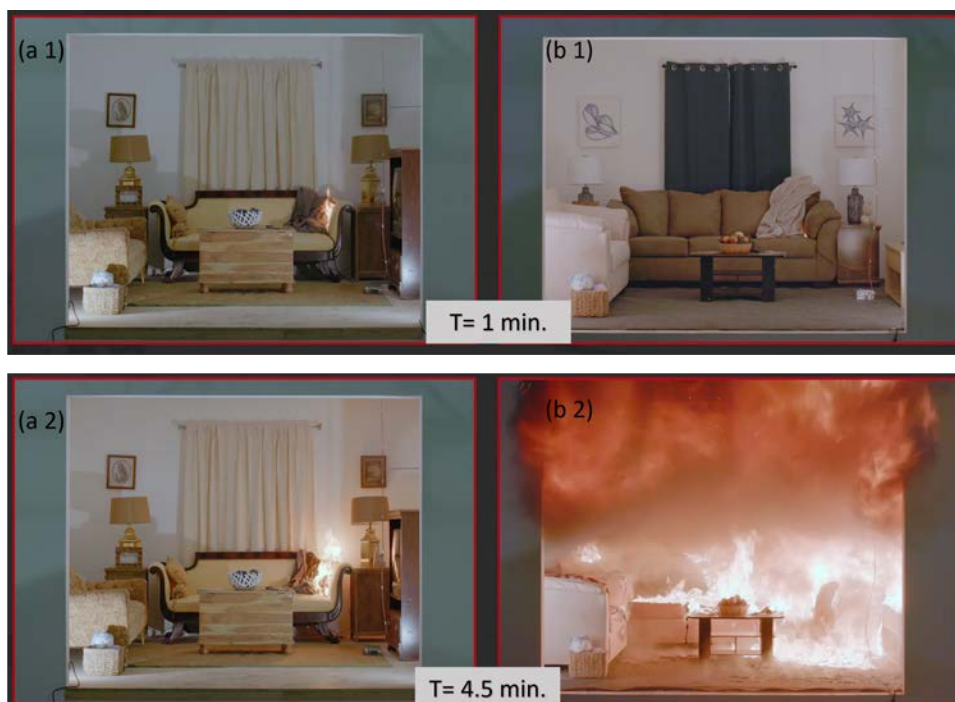 (a 1)
(b 1)
T= 1 min.
(a 2)
(b 2)
T= 4.5 min.